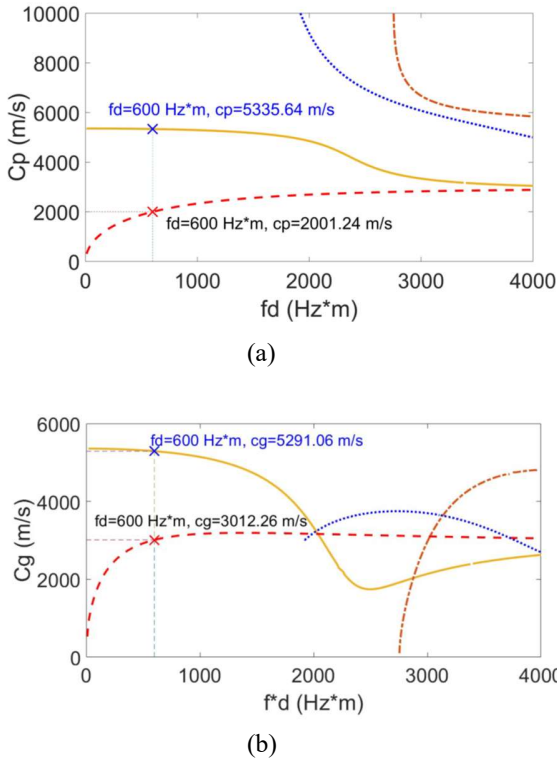 10000
8000
6000
4000
2000
0
Cp (m/s)
fd=600 Hz*m, cp=5335.64 m/s
fd=600 Hz*m, cp=2001.24 m/s
0 1000 2000 3000 4000
fd (Hz*m)
(a)
6000
4000
2000
0
Cg (m/s)
fd=600 Hz*m, cg=5291.06 m/s
fd=600 Hz*m, cg=3012.26 m/s
0 1000 2000 3000 4000
f*d (Hz*m)
(b)